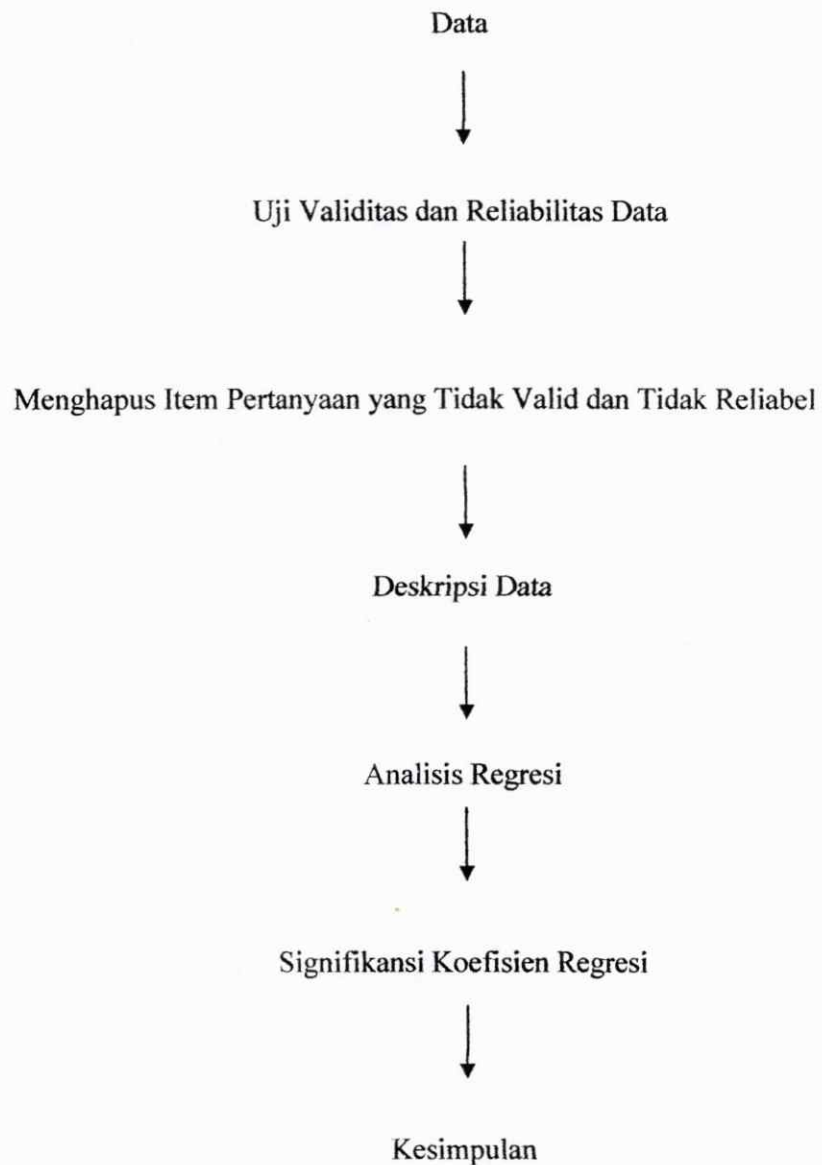 Data
Uji Validitas dan Reliabilitas Data
Menghapus Item Pertanyaan yang Tidak Valid dan Tidak Reliabel
Deskripsi Data
Analisis Regresi
Signifikansi Koefisien Regresi
Kesimpulan